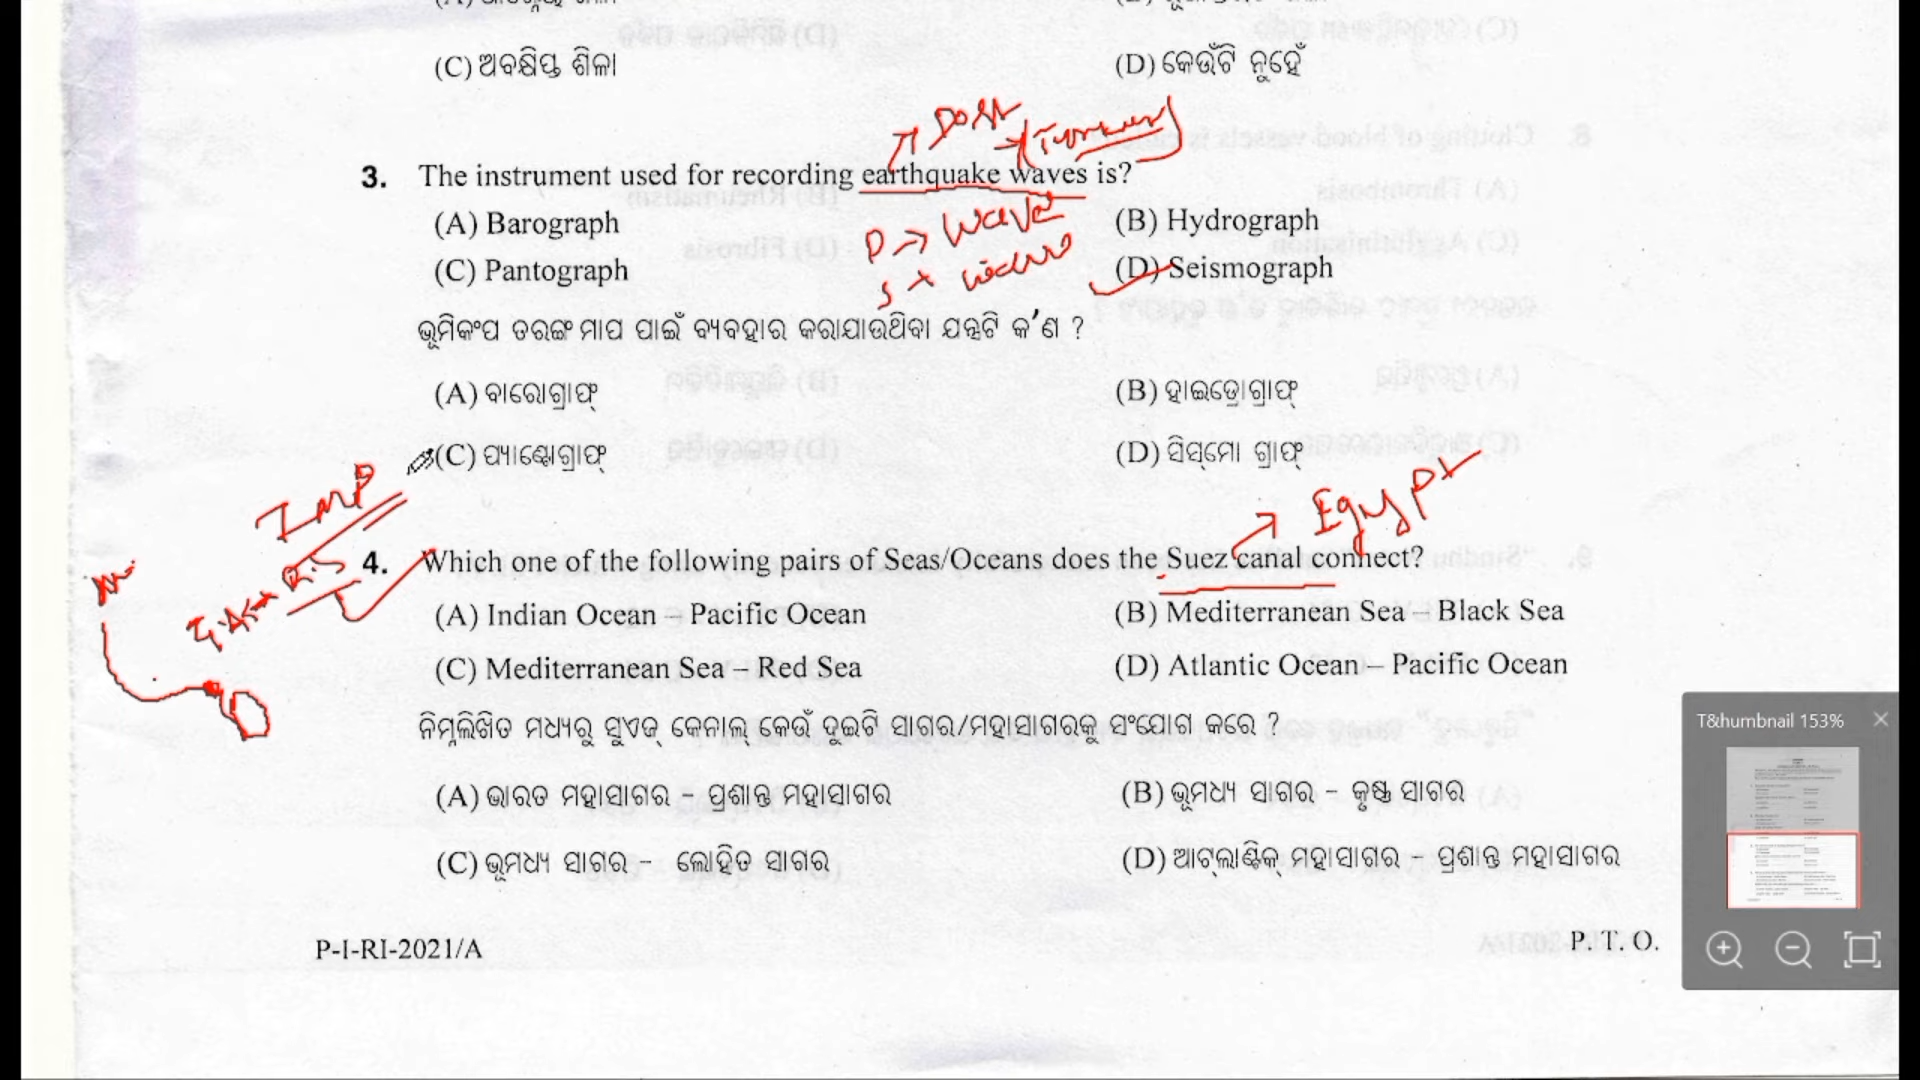 (C) ଅବକ୍ଷିପ୍ତ ଶିଳା
(D) କେଉଁଟି ନୁହେଁ
3. The instrument used for recording earthquake waves is?
(A) Barograph
(B) Hydrograph
(C) Pantograph
(D) Seismograph
P → Wave
S
ଭୂମିକଂପ ତରଙ୍ଗ ମାପ ପାଇଁ ବ୍ୟବହାର କରାଯାଉଥିବା ଯନ୍ତ୍ରଟି କ'ଣ ?
(A) ବାରୋଗ୍ରାଫ୍
(B) ହାଇଡ୍ରୋଗ୍ରାଫ୍
(C) ପ୍ୟାଣ୍ଟୋଗ୍ରାଫ୍
(D) ସିସ୍‌ମୋ ଗ୍ରାଫ୍
IMP
Egypt
4. Which one of the following pairs of Seas/Oceans does the Suez canal connect?
(A) Indian Ocean – Pacific Ocean
(B) Mediterranean Sea – Black Sea
(C) Mediterranean Sea – Red Sea
(D) Atlantic Ocean – Pacific Ocean
ନିମ୍ନଲିଖିତ ମଧ୍ୟରୁ ସୁଏଜ୍ କେନାଲ୍ କେଉଁ ଦୁଇଟି ସାଗର/ମହାସାଗରକୁ ସଂଯୋଗ କରେ ?
(A) ଭାରତ ମହାସାଗର – ପ୍ରଶାନ୍ତ ମହାସାଗର
(B) ଭୂମଧ୍ୟ ସାଗର – କୃଷ୍ଣ ସାଗର
(C) ଭୂମଧ୍ୟ ସାଗର – ଲୋହିତ ସାଗର
(D) ଆଟ୍‌ଲାଣ୍ଟିକ୍ ମହାସାଗର – ପ୍ରଶାନ୍ତ ମହାସାଗର
P-I-RI-2021/A
P. T. O.
T&humbnail 153%